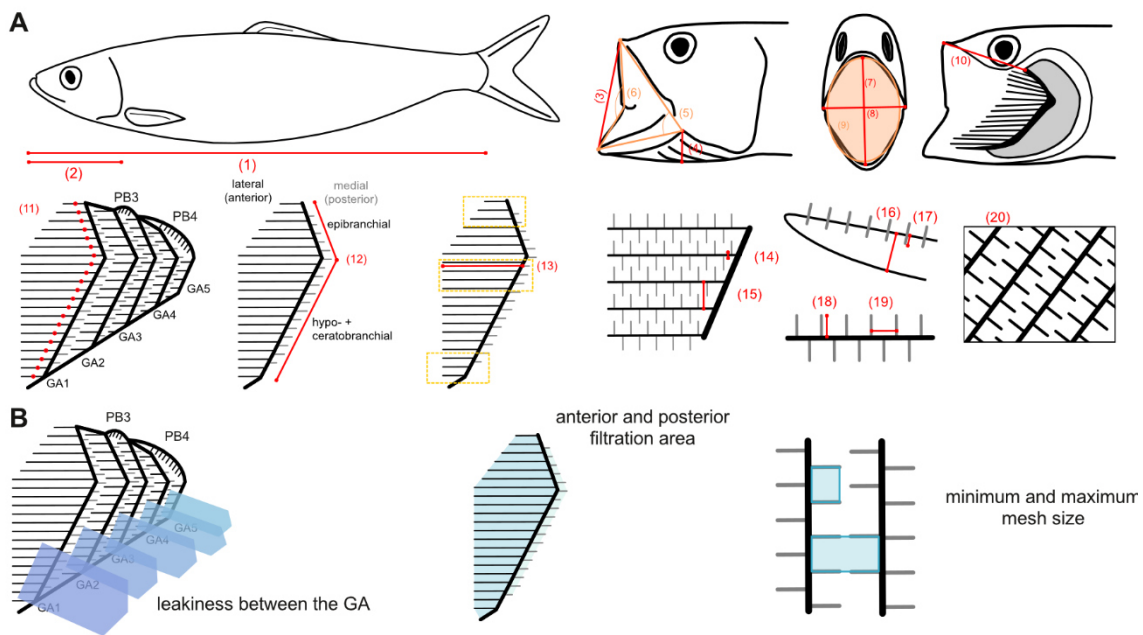 A
(1)
(2)
(3)
(6)
(5)
(4)
(7)
(8)
(9)
(10)
(11)
PB3
PB4
GA5
GA4
GA3
GA2
GA1
lateral
(anterior)
medial
(posterior)
epibranchial
(12)
hypo- +
ceratobranchial
(13)
(14)
(15)
(16)
(17)
(18)
(19)
(20)
B
PB3
PB4
GA5
GA4
GA3
GA2
GA1
leakiness between the GA
anterior and posterior
filtration area
minimum and maximum
mesh size